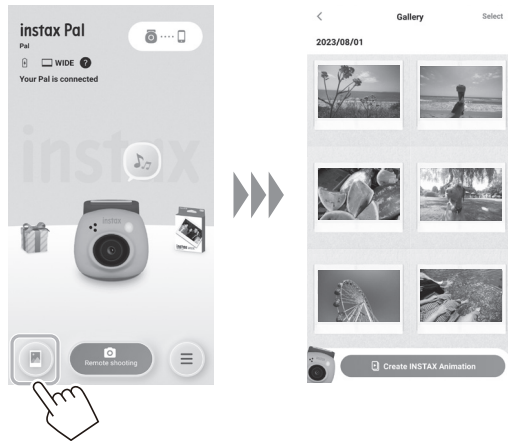 instax Pal
Pal
WIDE ?
Your Pal is connected
instax
instax
Remote shooting
Gallery
Select
2023/08/01
Create INSTAX Animation